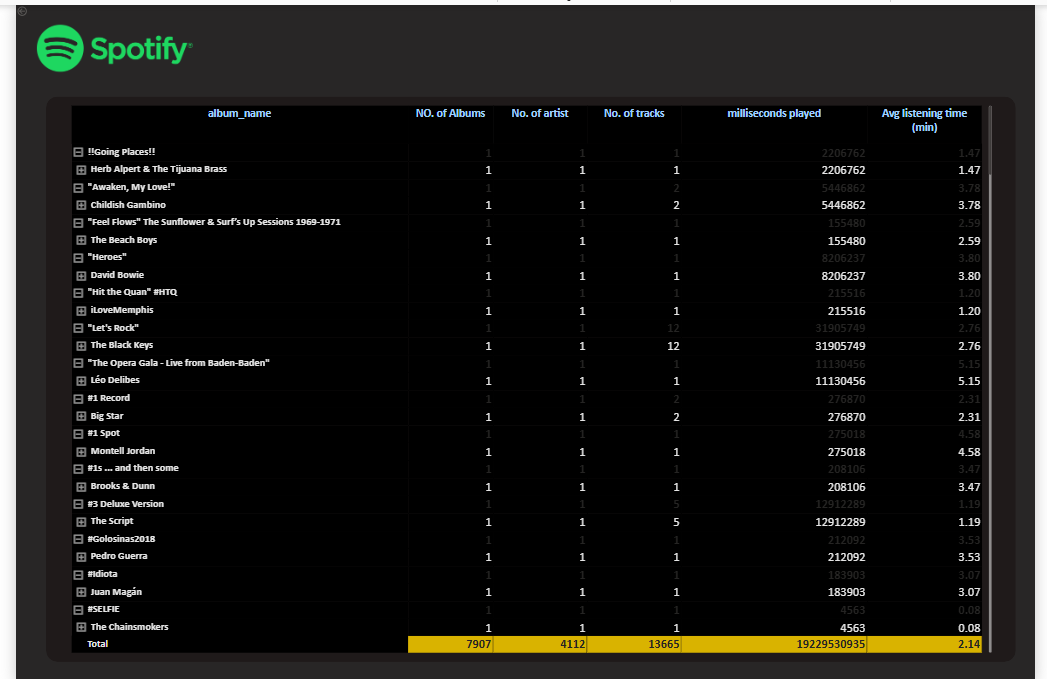 Spotify®
album_name NO. of Albums No. of artist No. of tracks milliseconds played Avg listening time (min)
!!Going Places!! 1 1 1 2206762 1.47
Herb Alpert & The Tijuana Brass 1 1 1 2206762 1.47
"Awaken, My Love!" 1 1 2 5446862 3.78
Childish Gambino 1 1 2 5446862 3.78
"Feel Flows" The Sunflower & Surf's Up Sessions 1969-1971 1 1 1 155480 2.59
The Beach Boys 1 1 1 155480 2.59
"Heroes" 1 1 1 8206237 3.80
David Bowie 1 1 1 8206237 3.80
"Hit the Quan" #HTQ 1 1 1 215516 1.20
iLoveMemphis 1 1 1 215516 1.20
"Let's Rock" 1 1 12 31905749 2.76
The Black Keys 1 1 12 31905749 2.76
"The Opera Gala - Live from Baden-Baden" 1 1 1 11130456 5.15
Léo Delibes 1 1 1 11130456 5.15
#1 Record 1 1 2 276870 2.31
Big Star 1 1 2 276870 2.31
#1 Spot 1 1 1 275018 4.58
Montell Jordan 1 1 1 275018 4.58
#1s ... and then some 1 1 1 208106 3.47
Brooks & Dunn 1 1 1 208106 3.47
#3 Deluxe Version 1 1 5 12912289 1.19
The Script 1 1 5 12912289 1.19
#Golosinas2018 1 1 1 212092 3.53
Pedro Guerra 1 1 1 212092 3.53
#Idiota 1 1 1 183903 3.07
Juan Magán 1 1 1 183903 3.07
#SELFIE 1 1 1 4563 0.08
The Chainsmokers 1 1 1 4563 0.08
Total 7907 4112 13665 19229530935 2.14